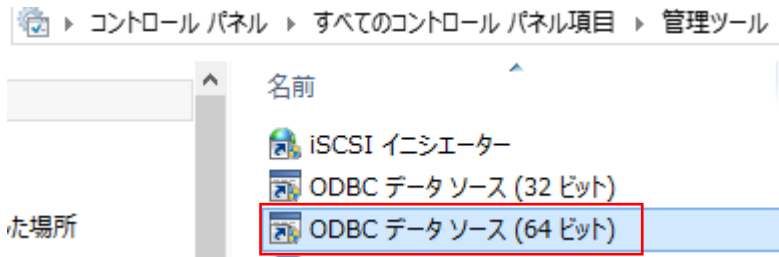 コントロール パネル ▸ すべてのコントロール パネル項目 ▸ 管理ツール
名前
iSCSI イニシエーター
ODBC データ ソース (32 ビット)
ODBC データ ソース (64 ビット)
た場所